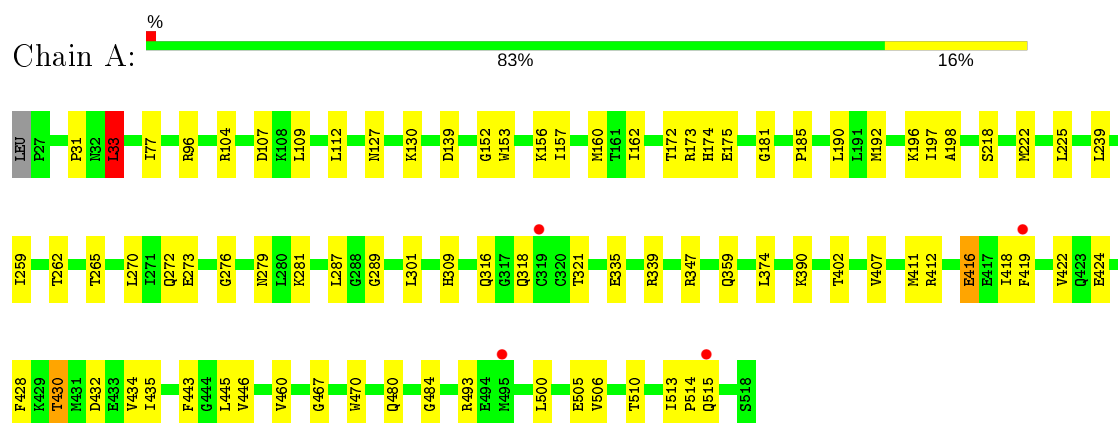 %
Chain A:
83% 16%
LEU P27 P31 N32 L33 I77 R96 R104 D107 K108 L109 L112 N127 K130 D139 G152 W153 K156 I157 M160 T161 I162 T172 R173 H174 E175 G181 P185 L190 L191 M192 K196 I197 A198 S218 M222 L225 L239
I259 T262 T265 L270 I271 Q272 E273 G276 N279 L280 K281 L287 G288 G289 L301 H309 Q316 G317 Q318 C319 C320 T321 E335 R339 R347 Q359 L374 K390 T402 V407 M411 R412 E416 E417 I418 F419 V422 Q423 E424
F428 K429 T430 M431 D432 E433 V434 I435 F443 G444 L445 V446 V460 G467 W470 Q480 G484 R493 E494 M495 L500 E505 V506 T510 I513 P514 Q515 S518